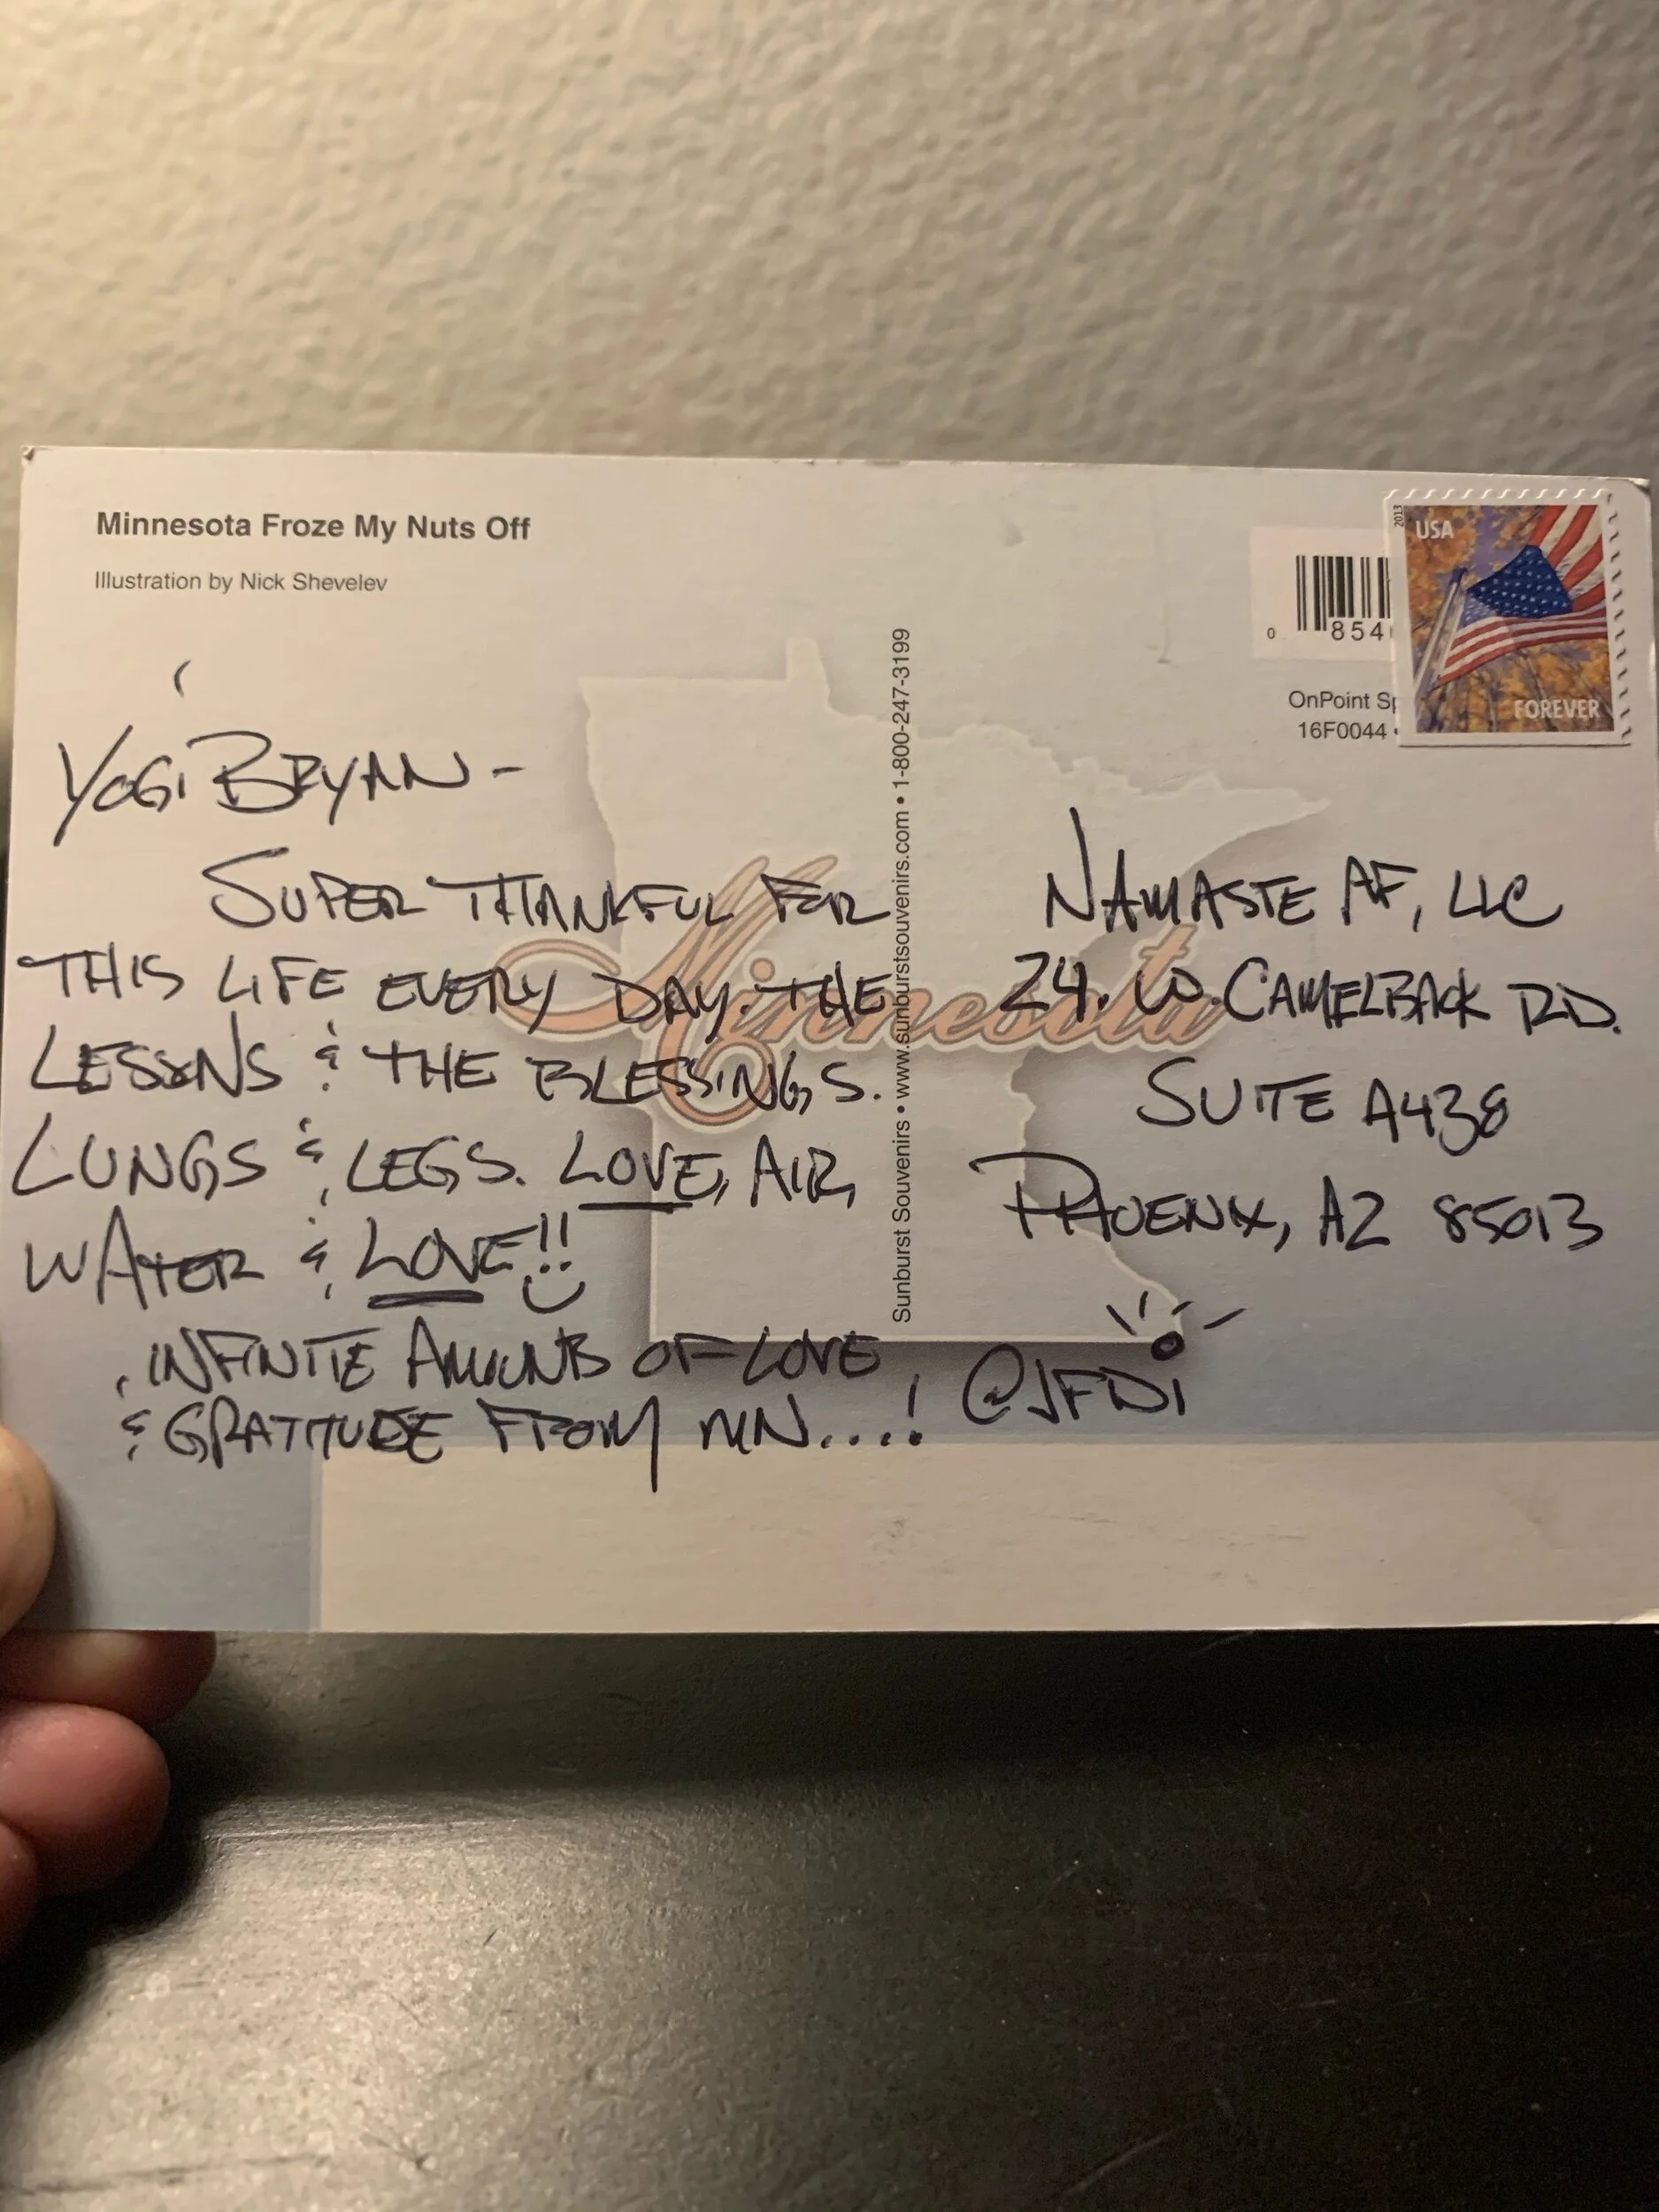 Minnesota Froze My Nuts Off
Illustration by Nick Shevelev
USA
2013
FOREVER
0 854
OnPoint Sp
16F0044 •
YOGI BRYAN -
SUPER THANKFUL FOR
THIS LIFE EVERY DAY. THE
LESSONS & THE BLESSINGS.
LUNGS & LEGS. LOVE, AIR,
WATER & LOVE!!
INFINITE AMOUNTS OF LOVE
& GRATITUDE FROM MN....!
@JFDI
Minnesota
Sunburst Souvenirs • www.sunburstsouvenirs.com • 1-800-247-3199
NAMASTE AF, LLC
24. W. CAMELBACK RD.
SUITE A438
PHOENIX, AZ 85013